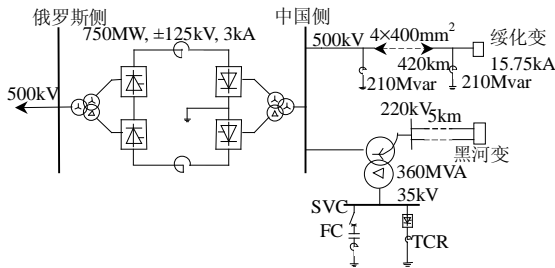 俄罗斯侧
中国侧
750MW, ±125kV, 3kA
500kV
500kV
4×400mm²
420km
210Mvar
210Mvar
绥化变
15.75kA
220kV
5km
黑河变
360MVA
35kV
SVC
FC
TCR